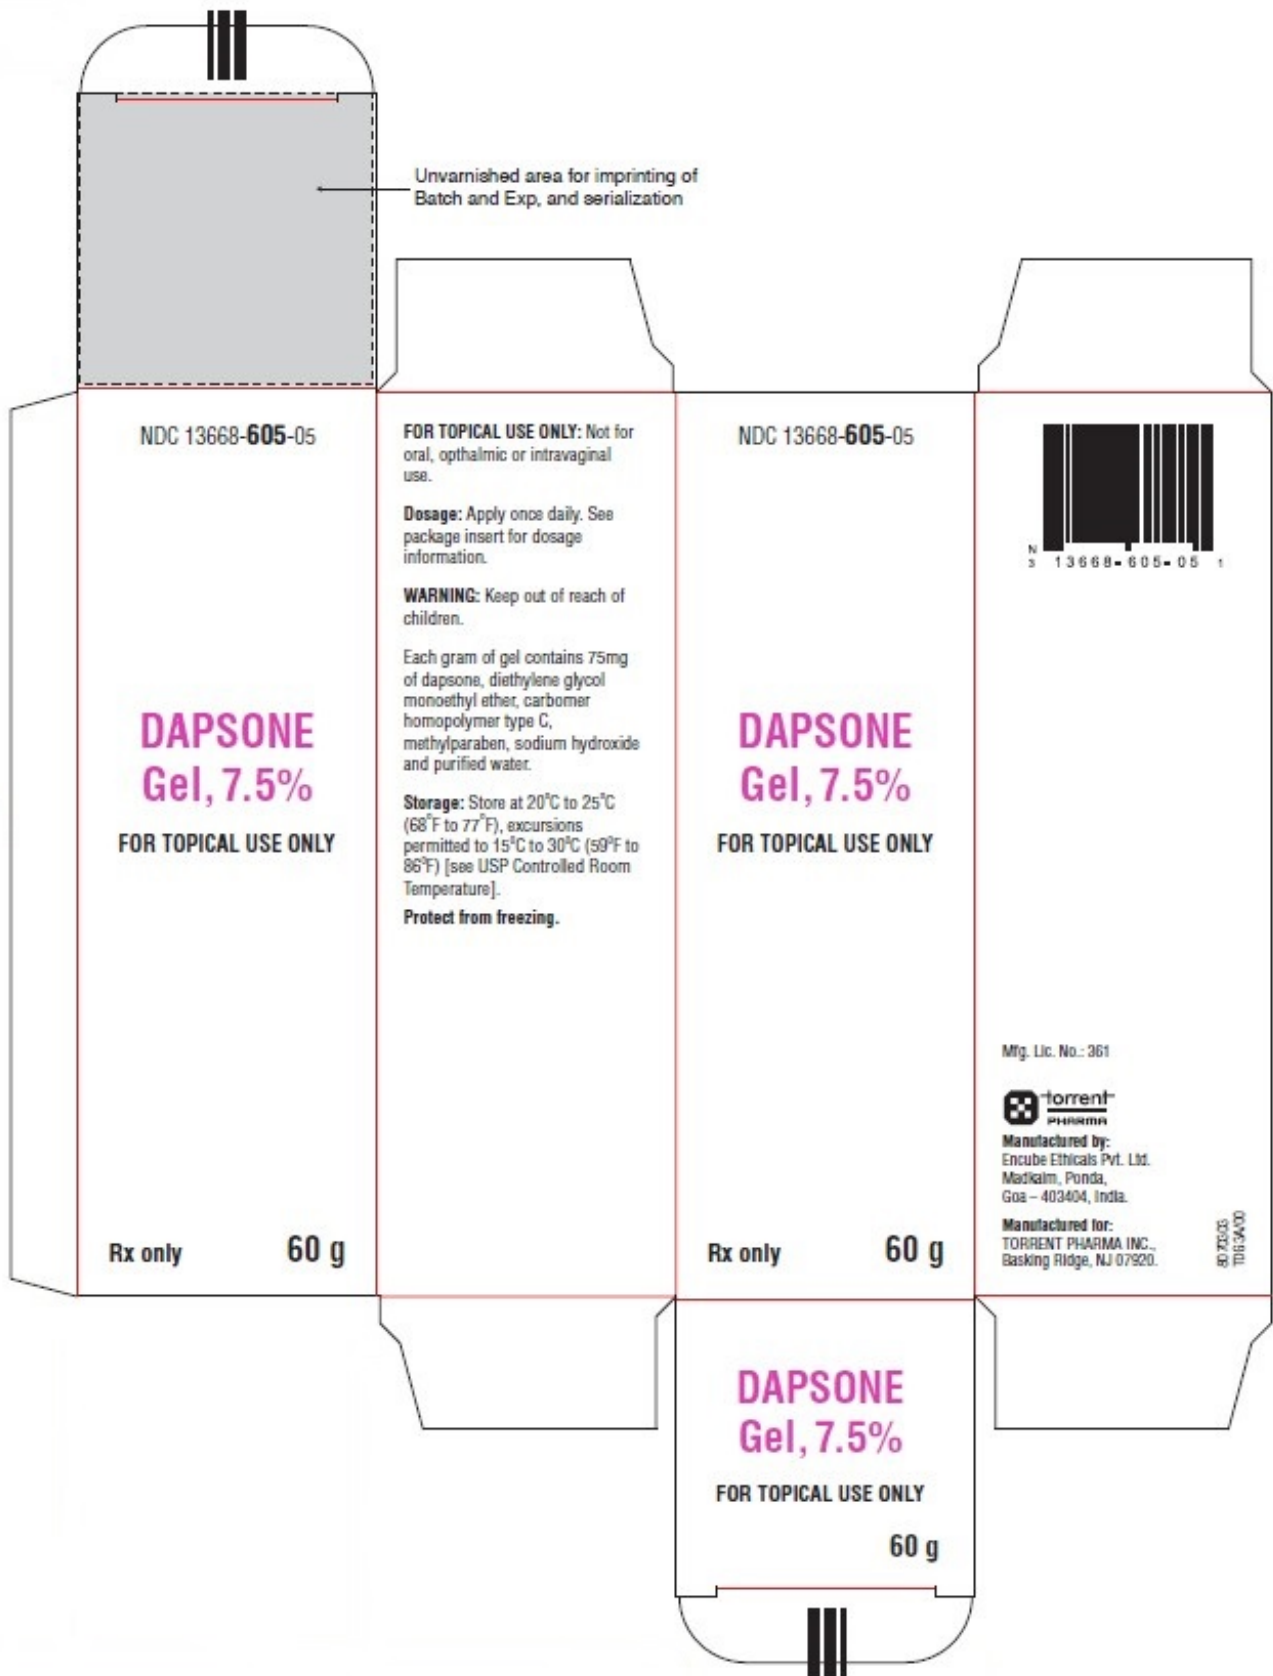 Unvarnished area for imprinting of
Batch and Exp, and serialization
NDC 13668-605-05
DAPSONE
Gel, 7.5%
FOR TOPICAL USE ONLY
Rx only
60 g
FOR TOPICAL USE ONLY: Not for
oral, opthalmic or intravaginal
use.
Dosage: Apply once daily. See
package insert for dosage
information.
WARNING: Keep out of reach of
children.
Each gram of gel contains 75mg
of dapsone, diethylene glycol
monoethyl ether, carbomer
homopolymer type C,
methylparaben, sodium hydroxide
and purified water.
Storage: Store at 20°C to 25°C
(68°F to 77°F), excursions
permitted to 15°C to 30°C (59°F to
86°F) [see USP Controlled Room
Temperature].
Protect from freezing.
NDC 13668-605-05
DAPSONE
Gel, 7.5%
FOR TOPICAL USE ONLY
Rx only
60 g
DAPSONE
Gel, 7.5%
FOR TOPICAL USE ONLY
60 g
N
3 13668-605-05 1
Mfg. Lic. No.: 361
torrent
PHARMA
Manufactured by:
Encube Ethicals Pvt. Ltd.
Madkaim, Ponda,
Goa – 403404, India.
Manufactured for:
TORRENT PHARMA INC.,
Basking Ridge, NJ 07920.